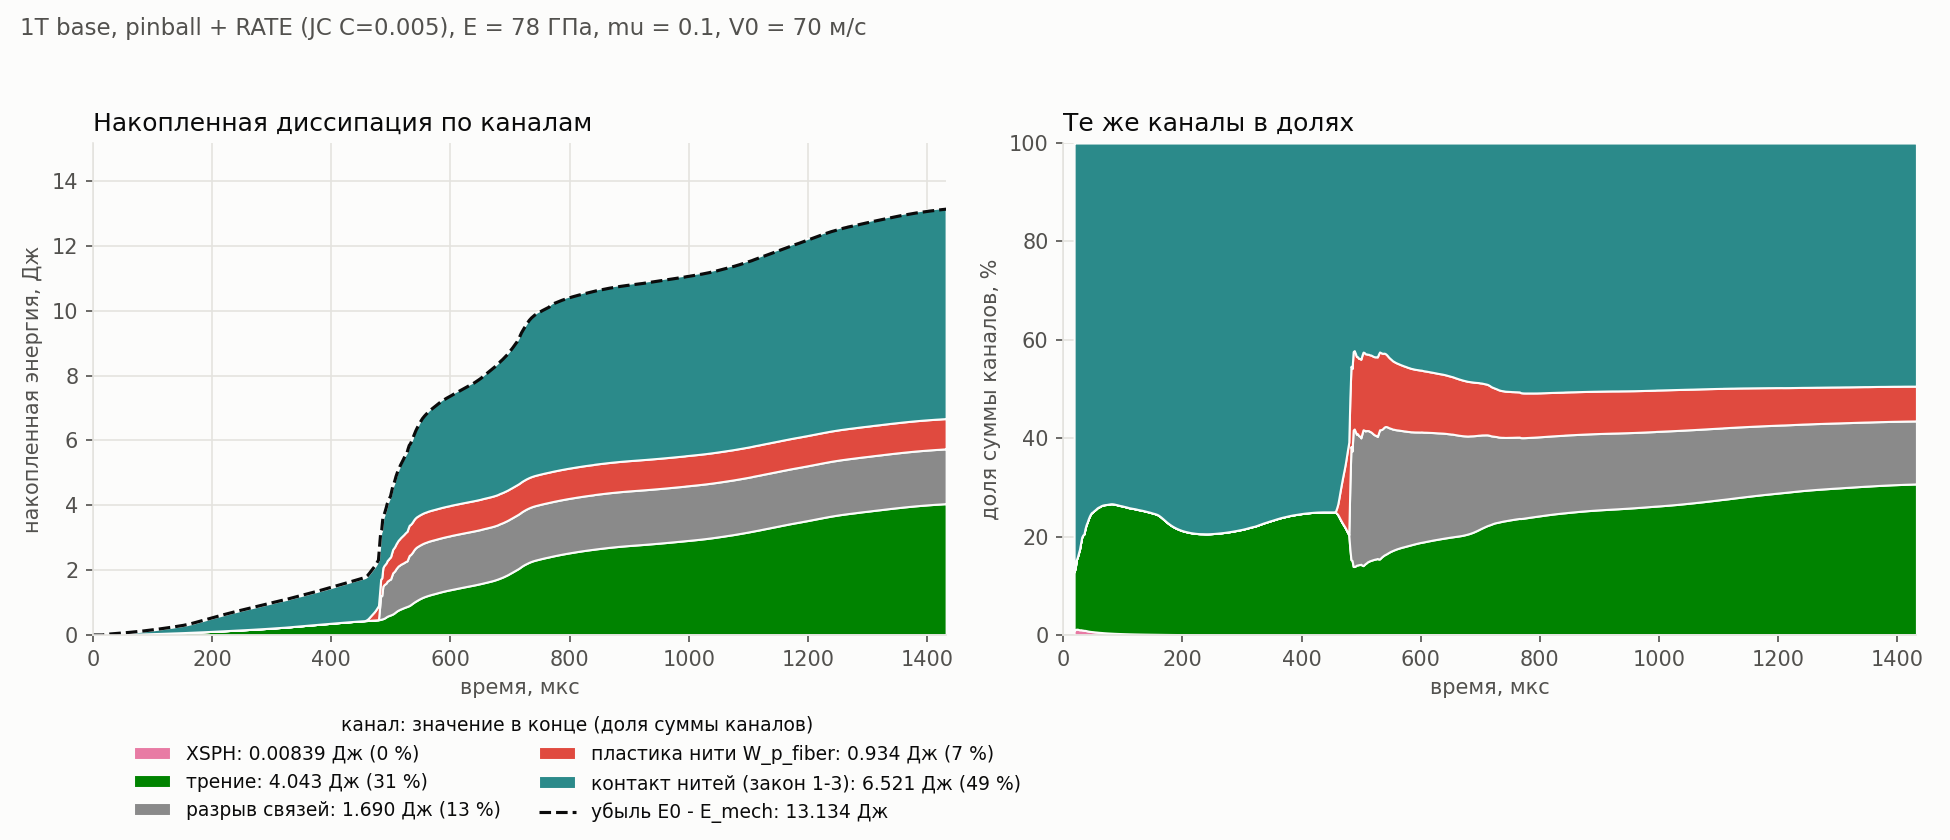 1T base, pinball + RATE (JC C=0.005), E = 78 ГПа, mu = 0.1, V0 = 70 м/с
Накопленная диссипация по каналам
накопленная энергия, Дж
14
12
10
8
6
4
2
0
0 200 400 600 800 1000 1200 1400
время, мкс
Те же каналы в долях
доля суммы каналов, %
100
80
60
40
20
0
0 200 400 600 800 1000 1200 1400
время, мкс
канал: значение в конце (доля суммы каналов)
XSPH: 0.00839 Дж (0 %)
трение: 4.043 Дж (31 %)
разрыв связей: 1.690 Дж (13 %)
пластика нити W_p_fiber: 0.934 Дж (7 %)
контакт нитей (закон 1-3): 6.521 Дж (49 %)
убыль E0 - E_mech: 13.134 Дж